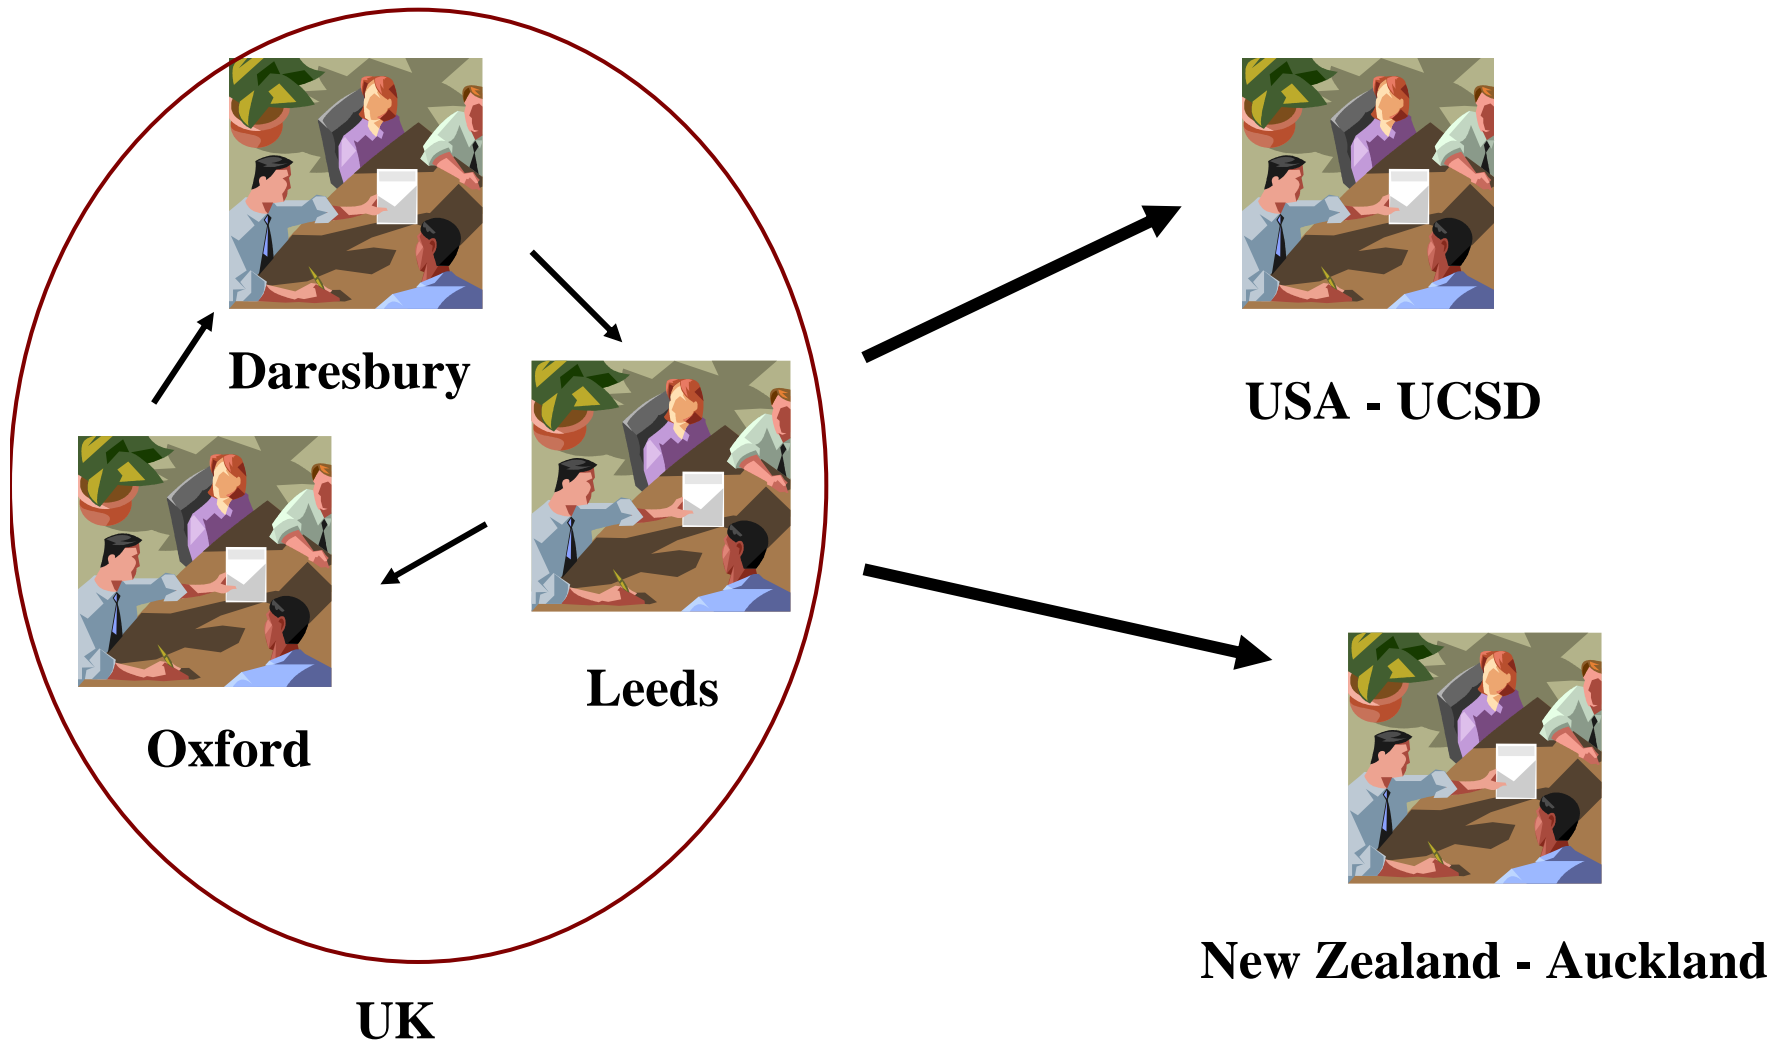 Daresbury
Leeds
Oxford
UK
USA - UCSD
New Zealand - Auckland